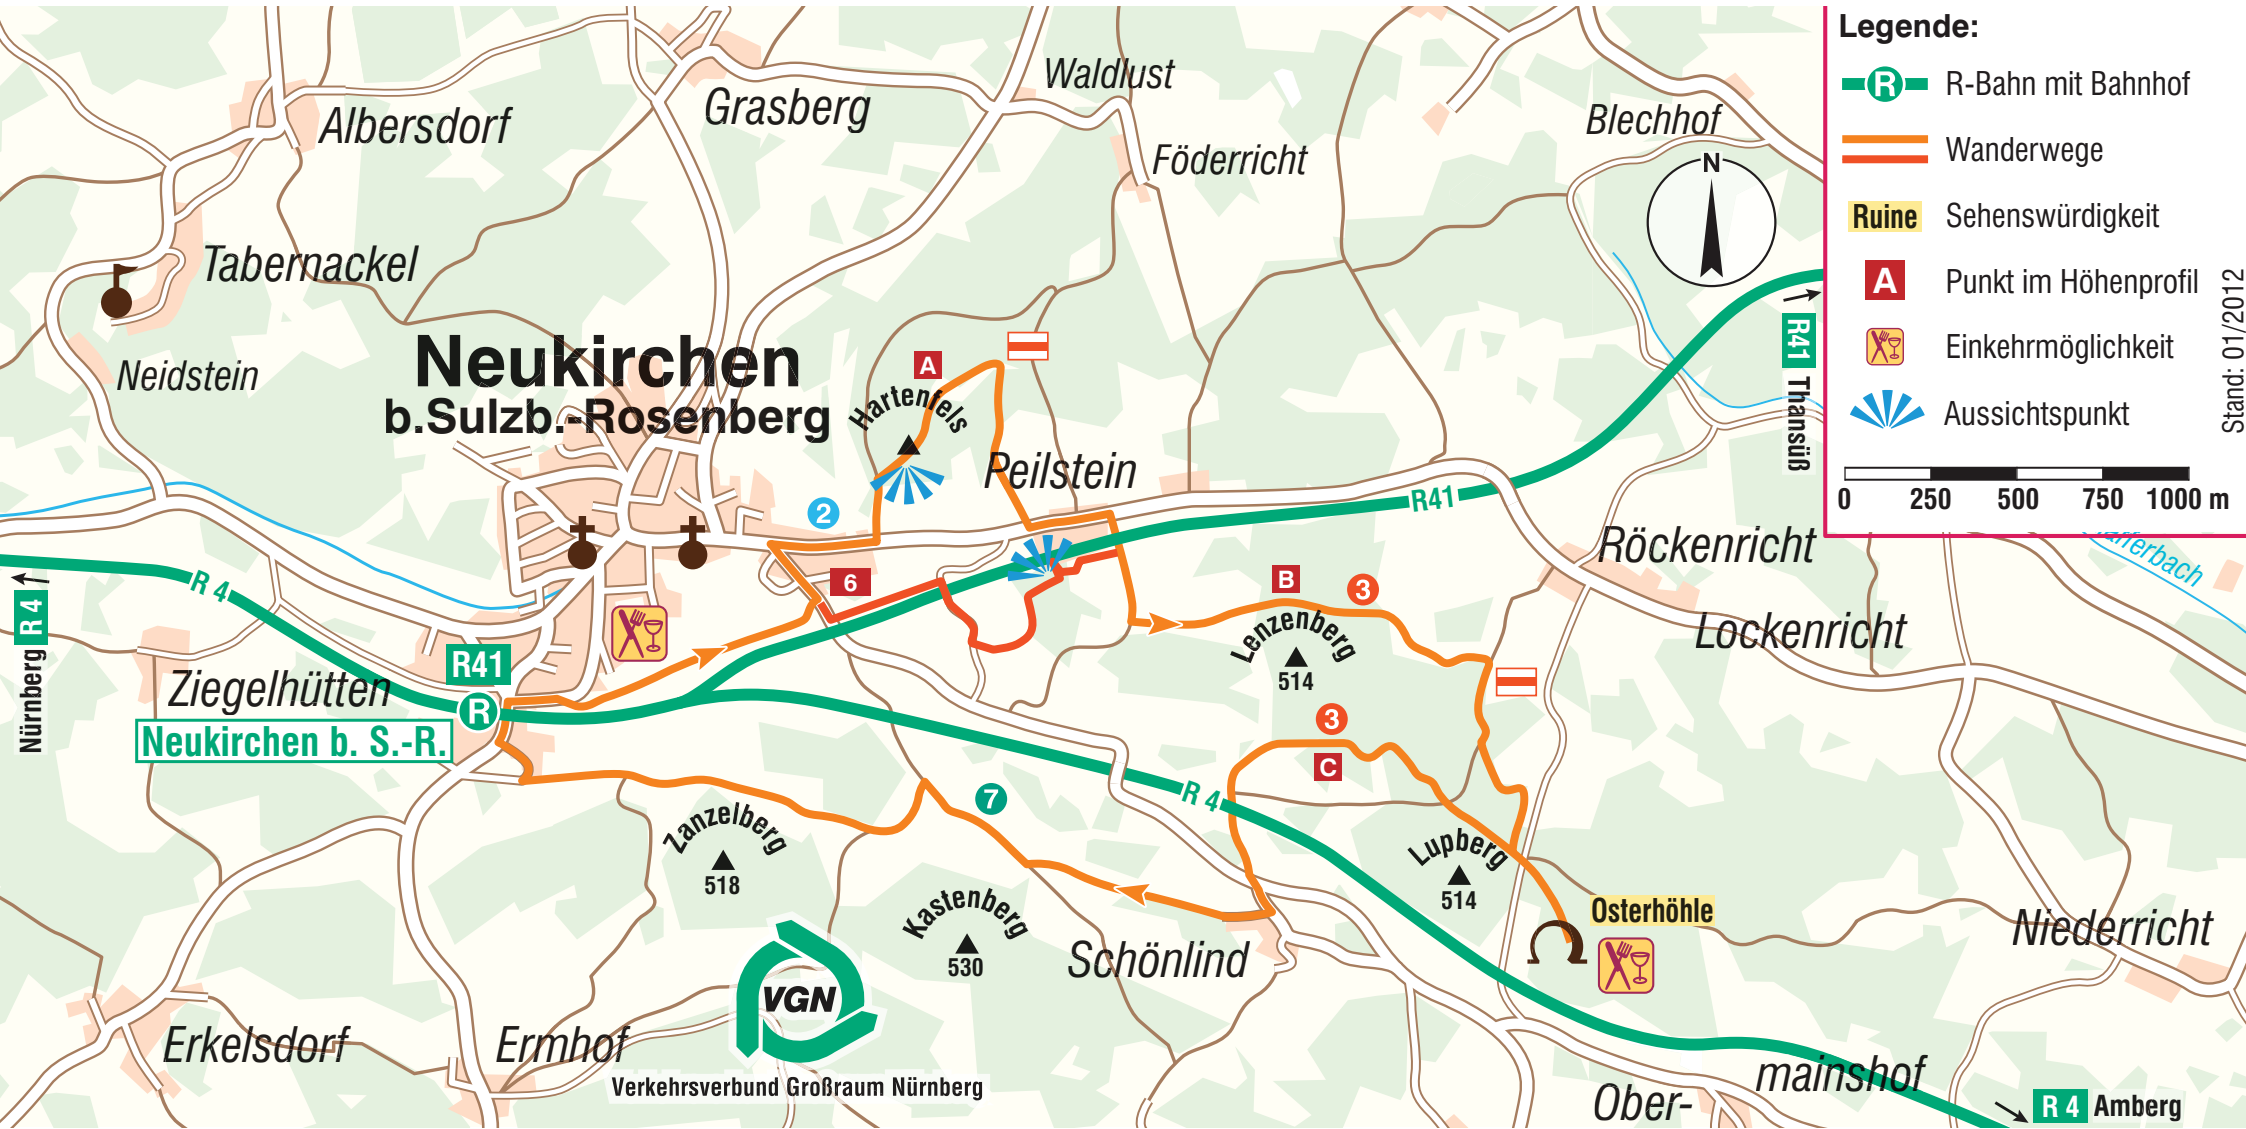 Legende:
R
R-Bahn mit Bahnhof
Wanderwege
Ruine
Sehenswürdigkeit
A
Punkt im Höhenprofil
Einkehrmöglichkeit
Aussichtspunkt
0 250 500 750 1000 m
Stand: 01/2012
Waldlust
Grasberg
Albersdorf
Blechhof
Föderricht
N
Tabernackel
R41
Thansüß
Neidstein
Neukirchen
b.Sulzb.-Rosenberg
A
Hartenfels
Peilstein
2
R41
Röckenricht
R 4
6
B
3
Nürnberg
R 4
Lenzenberg
514
Lockenricht
R41
Ziegelhütten
R
Neukirchen b. S.-R.
3
C
7
R 4
Zanzelberg
518
Lupberg
514
Kastenberg
530
Osterhöhle
Schönlind
Niederricht
VGN
Verkehrsverbund Großraum Nürnberg
Erkelsdorf
Ermhof
Ober-
mainshof
R 4
Amberg